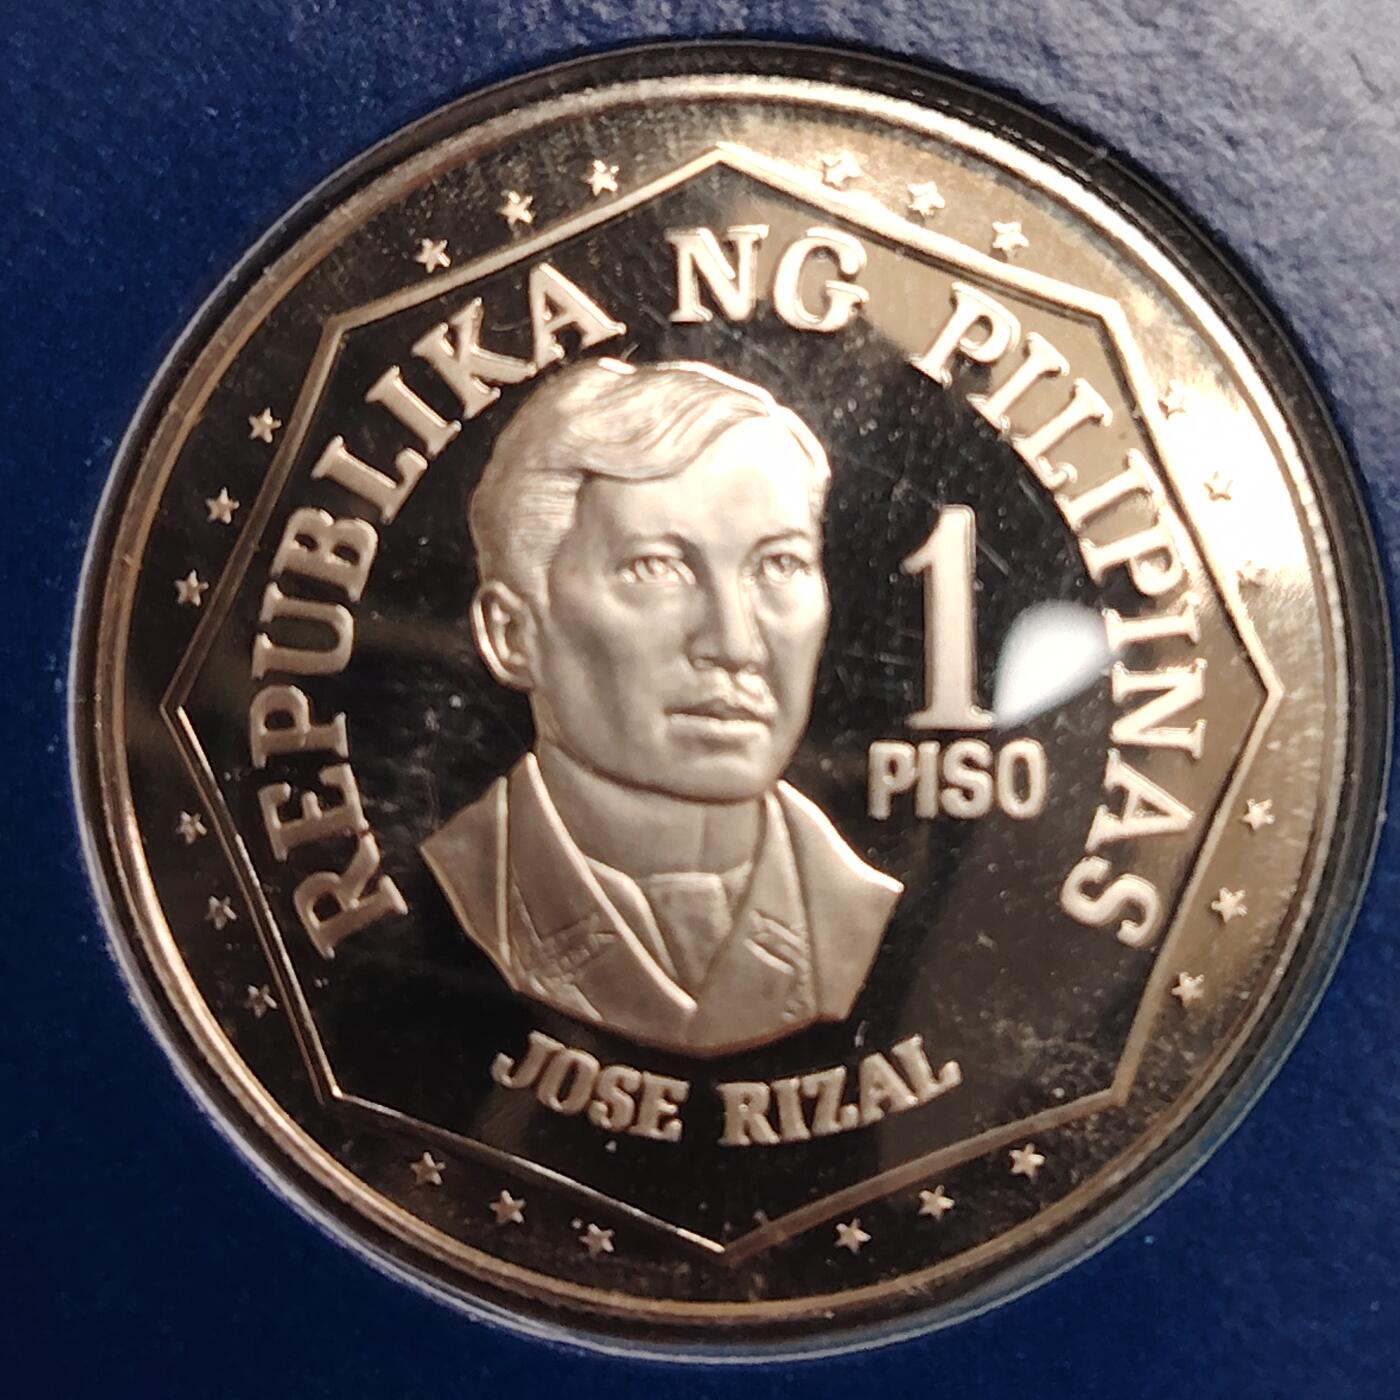 REPUBLIKA NG PILIPINAS
1
PISO
JOSE RIZAL